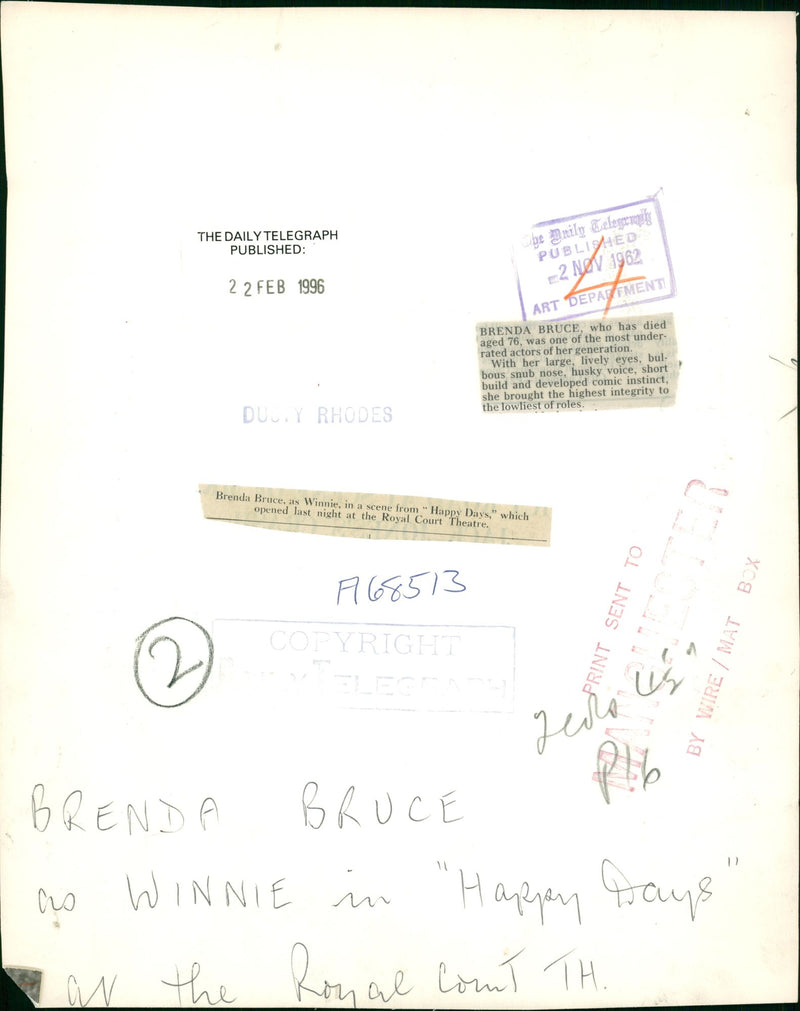 THE DAILY TELEGRAPH
PUBLISHED:
22 FEB 1996
The Daily Telegraph
PUBLISHED
2 NOV 1962
ART DEPARTMENT
4
BRENDA BRUCE, who has died
aged 76, was one of the most under-
rated actors of her generation.
With her large, lively eyes, bul-
bous snub nose, husky voice, short
build and developed comic instinct,
she brought the highest integrity to
the lowliest of roles.
DUSTY RHODES
Brenda Bruce, as Winnie, in a scene from "Happy Days," which
opened last night at the Royal Court Theatre.
A68513
PRINT SENT TO
MANCHESTER
BY WIRE / MAT BOX
2
COPYRIGHT
DAILY TELEGRAPH
P16
BRENDA BRUCE
as WINNIE in "Happy Days"
at the Royal Court TH.